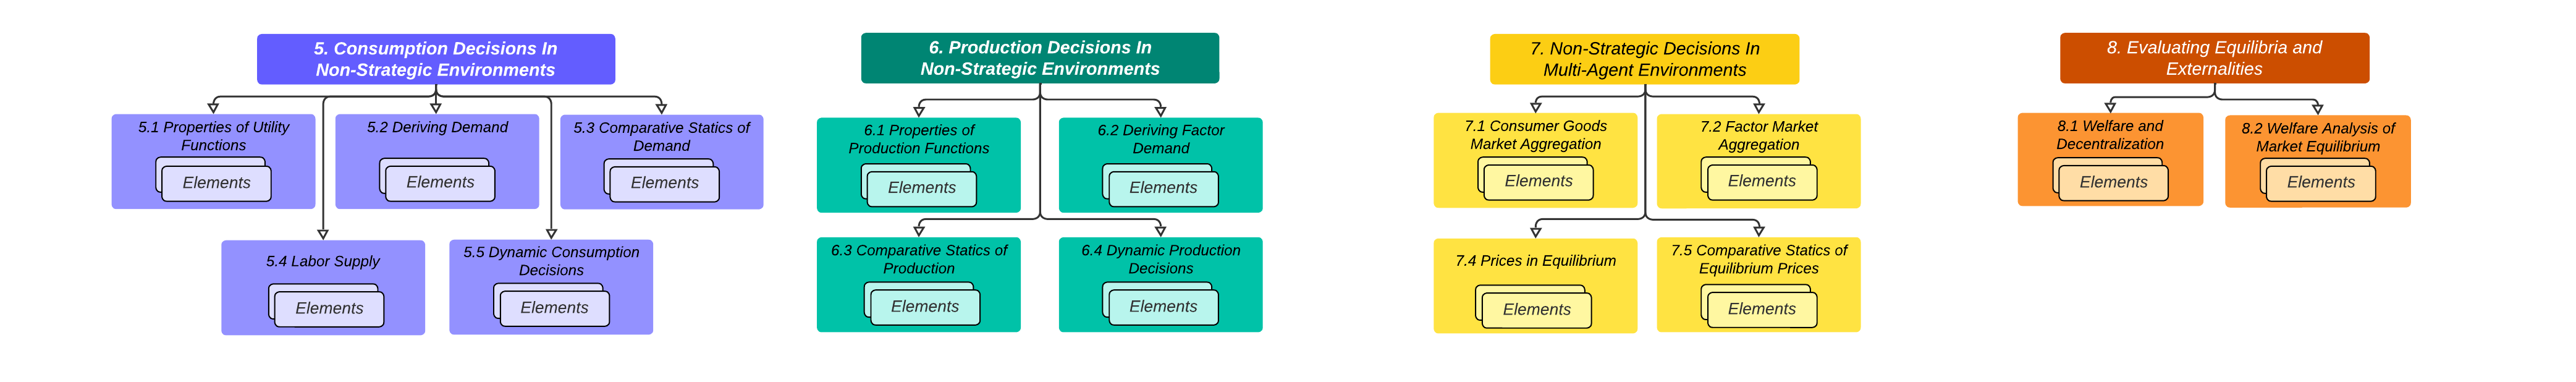 5. Consumption Decisions In
Non-Strategic Environments
5.1 Properties of Utility
Functions
Elements
5.2 Deriving Demand
Elements
5.3 Comparative Statics of
Demand
Elements
5.4 Labor Supply
Elements
5.5 Dynamic Consumption
Decisions
Elements
6. Production Decisions In
Non-Strategic Environments
6.1 Properties of
Production Functions
Elements
6.2 Deriving Factor
Demand
Elements
6.3 Comparative Statics of
Production
Elements
6.4 Dynamic Production
Decisions
Elements
7. Non-Strategic Decisions In
Multi-Agent Environments
7.1 Consumer Goods
Market Aggregation
Elements
7.2 Factor Market
Aggregation
Elements
7.4 Prices in Equilibrium
Elements
7.5 Comparative Statics of
Equilibrium Prices
Elements
8. Evaluating Equilibria and
Externalities
8.1 Welfare and
Decentralization
Elements
8.2 Welfare Analysis of
Market Equilibrium
Elements